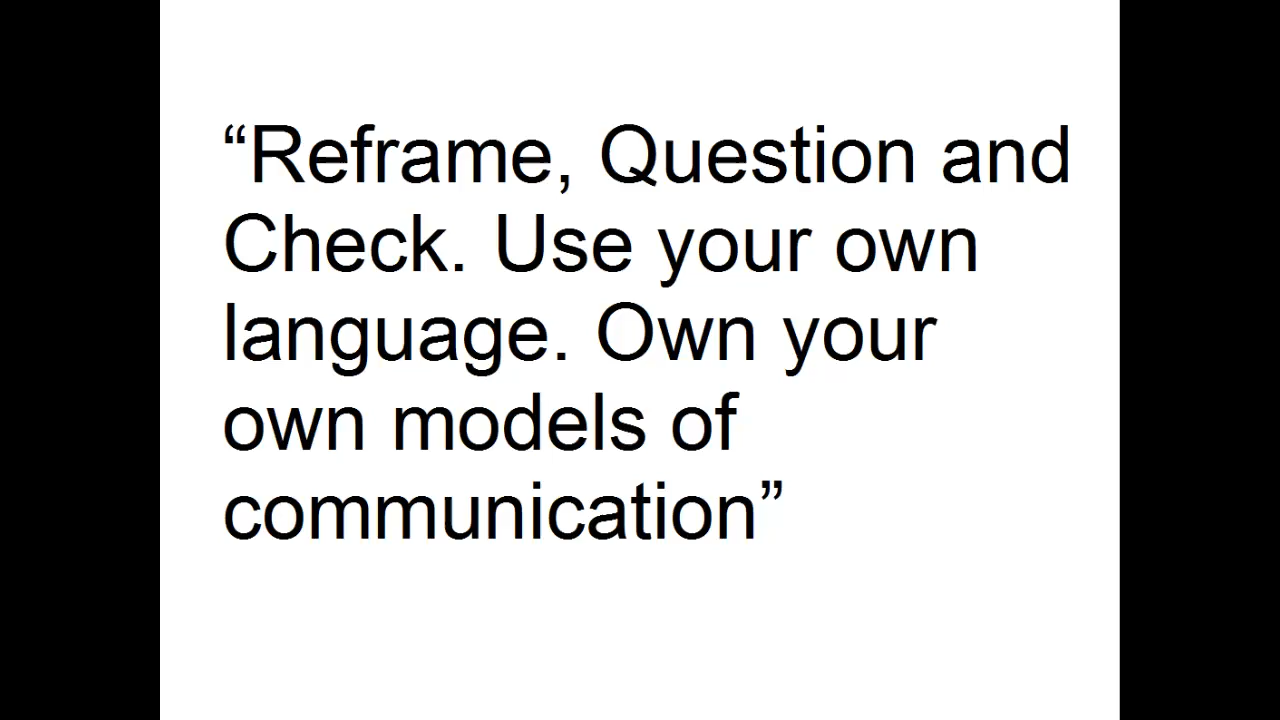 “Reframe, Question and
Check. Use your own
language. Own your
own models of
communication”